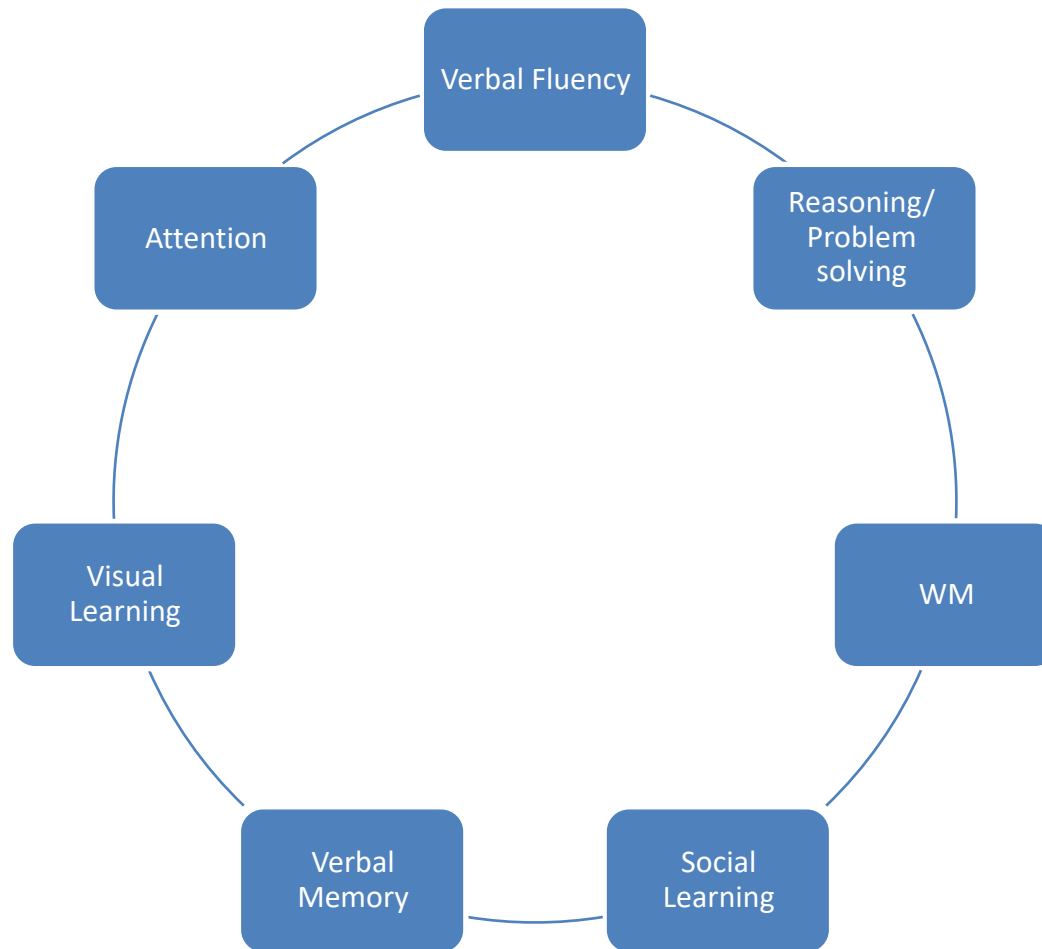 Verbal Fluency
Reasoning/
Problem
solving
WM
Social
Learning
Verbal
Memory
Visual
Learning
Attention